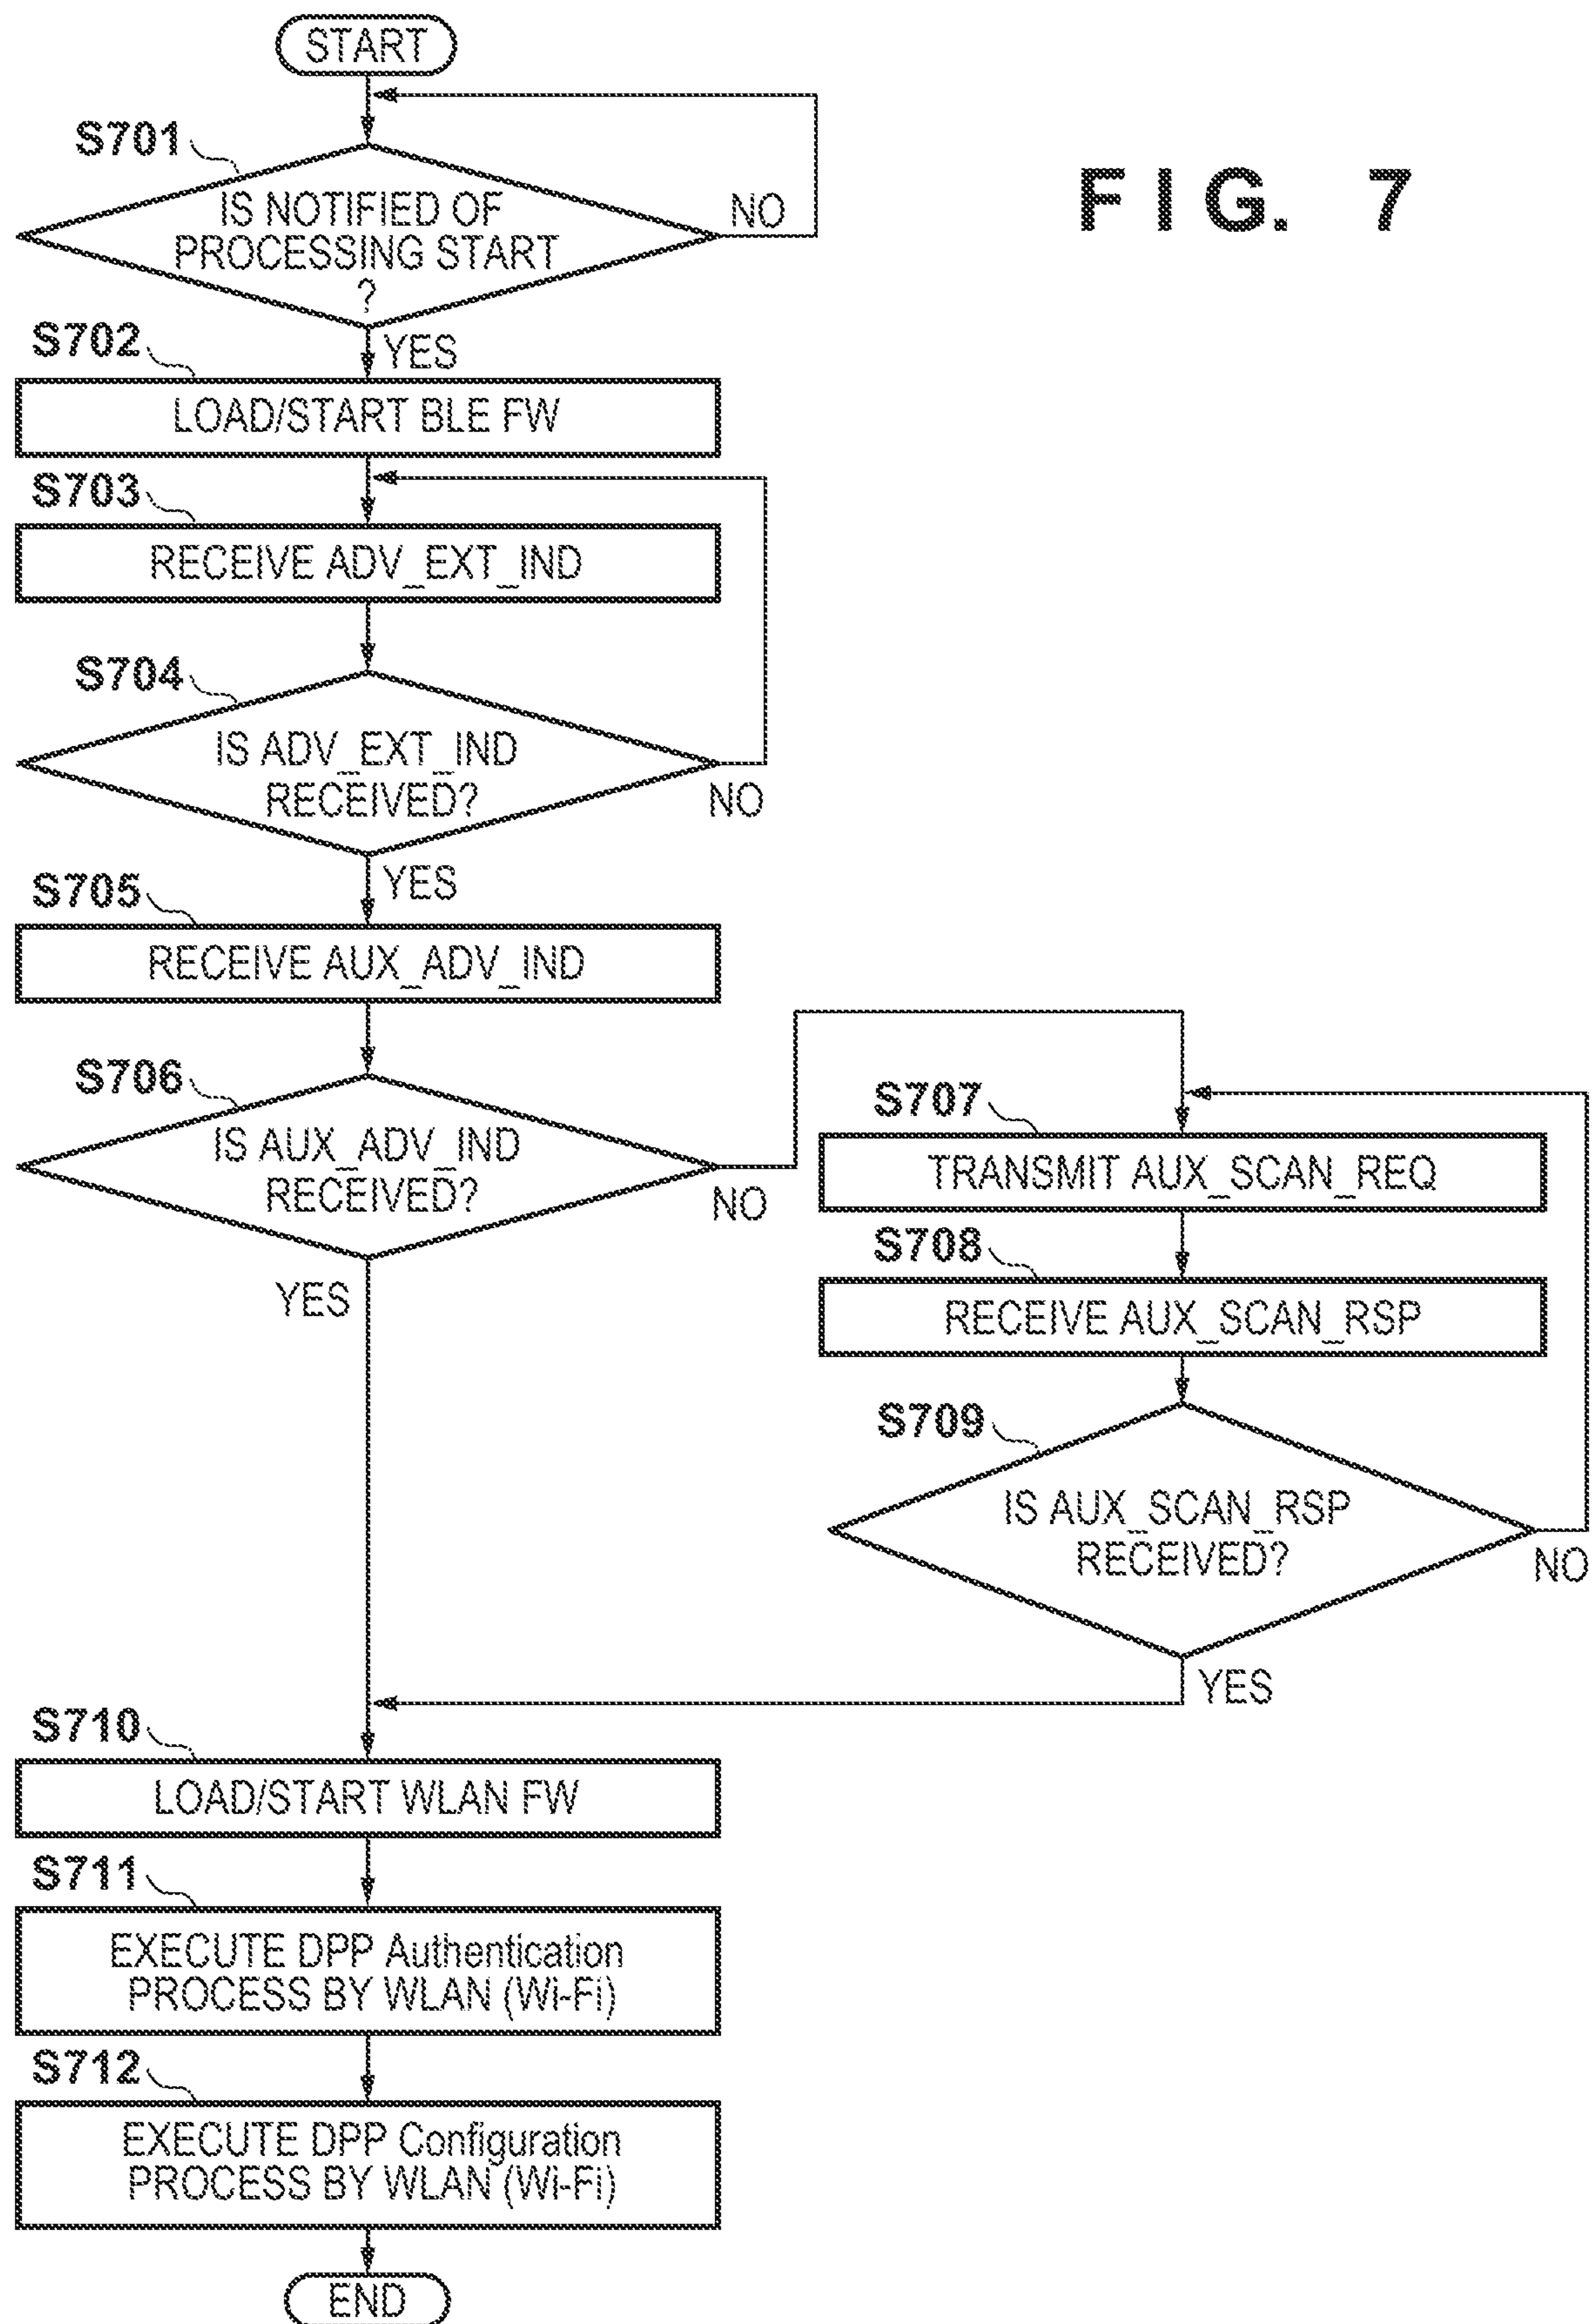 START
FIG. 7
S701
IS NOTIFIED OF
PROCESSING START
?
NO
YES
S702
LOAD/START BLE FW
S703
RECEIVE ADV_EXT_IND
S704
IS ADV_EXT_IND
RECEIVED?
NO
YES
S705
RECEIVE AUX_ADV_IND
S706
IS AUX_ADV_IND
RECEIVED?
NO
YES
S707
TRANSMIT AUX_SCAN_REQ
S708
RECEIVE AUX_SCAN_RSP
S709
IS AUX_SCAN_RSP
RECEIVED?
NO
YES
S710
LOAD/START WLAN FW
S711
EXECUTE DPP Authentication
PROCESS BY WLAN (Wi-Fi)
S712
EXECUTE DPP Configuration
PROCESS BY WLAN (Wi-Fi)
END